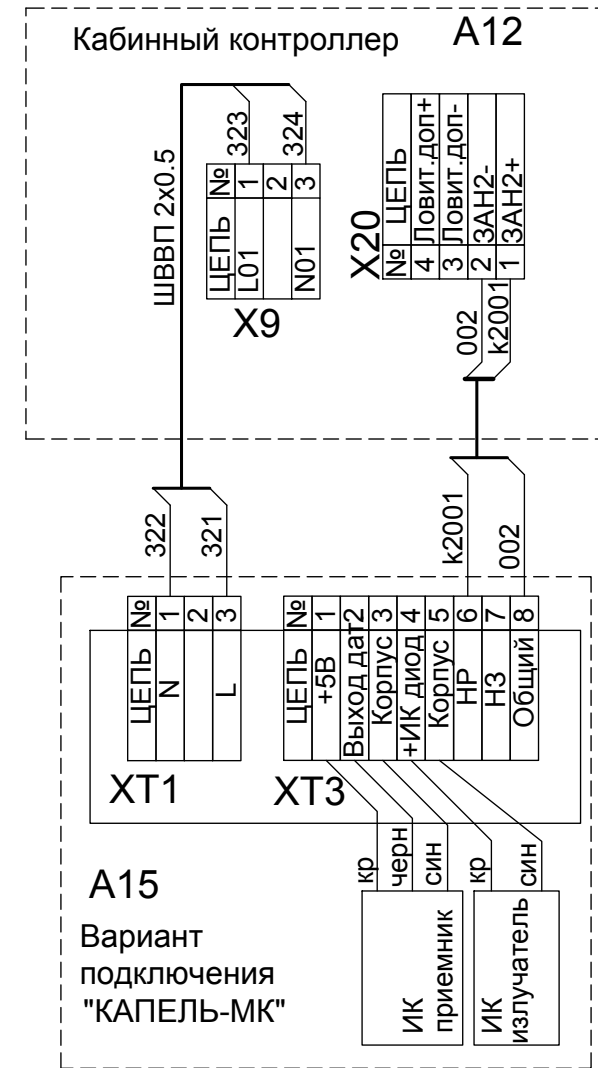 Кабинный контроллер
A12
ШВВП 2х0.5
323
324
ЦЕПЬ №
L01 1
2
N01 3
X9
X20
№ ЦЕПЬ
4 Ловит.доп+
3 Ловит.доп-
2 ЗАН2-
1 ЗАН2+
002
k2001
322
321
k2001
002
ЦЕПЬ №
N 1
2
L 3
XT1
ЦЕПЬ №
+5В 1
Выход дат 2
Корпус 3
+ИК диод 4
Корпус 5
НР 6
НЗ 7
Общий 8
XT3
кр
черн
син
кр
син
A15
Вариант
подключения
"КАПЕЛЬ-МК"
ИК
приемник
ИК
излучатель